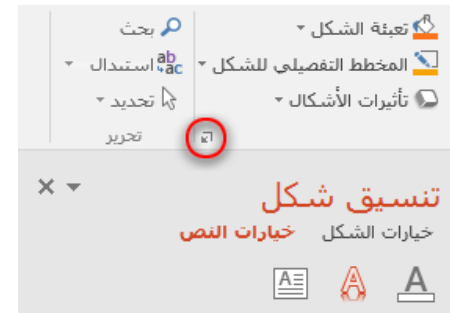 تعبئة الشكل
المخطط التفصيلي للشكل
تأثيرات الأشكال
بحث
استبدال
تحديد
تحرير
تنسيق شكل
خيارات الشكل خيارات النص